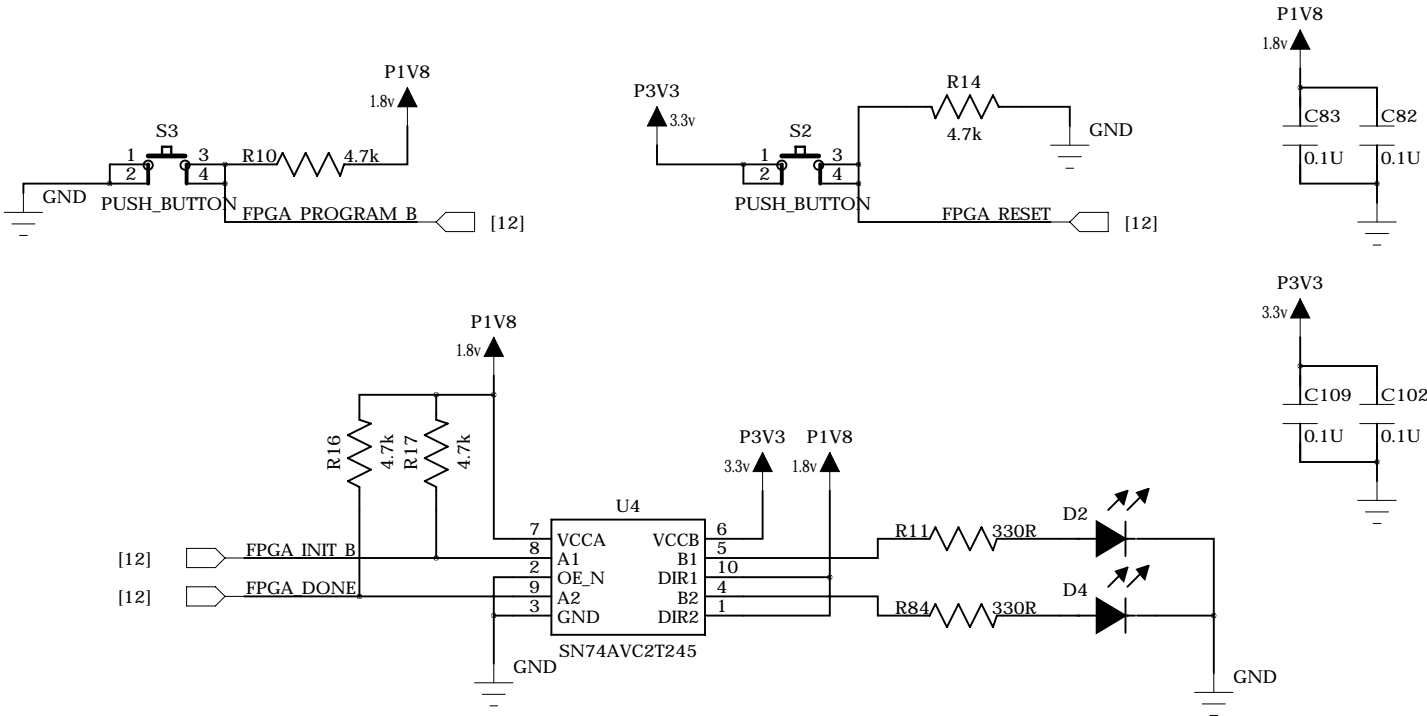 P1V8
1.8v
S3
1
2
3
4
R10
4.7k
GND
PUSH_BUTTON
FPGA_PROGRAM_B
[12]
P3V3
3.3v
S2
1
2
3
4
R14
4.7k
GND
PUSH_BUTTON
FPGA_RESET
[12]
P1V8
1.8v
C83
0.1U
C82
0.1U
P3V3
3.3v
C109
0.1U
C102
0.1U
P1V8
1.8v
R16
4.7k
R17
4.7k
P3V3
3.3v
P1V8
1.8v
U4
7 VCCA VCCB 6
8 A1 B1 5
2 OE_N DIR1 10
9 A2 B2 4
3 GND DIR2 1
SN74AVC2T245
[12] FPGA_INIT_B
[12] FPGA_DONE
GND
R11 330R D2
R84 330R D4
GND